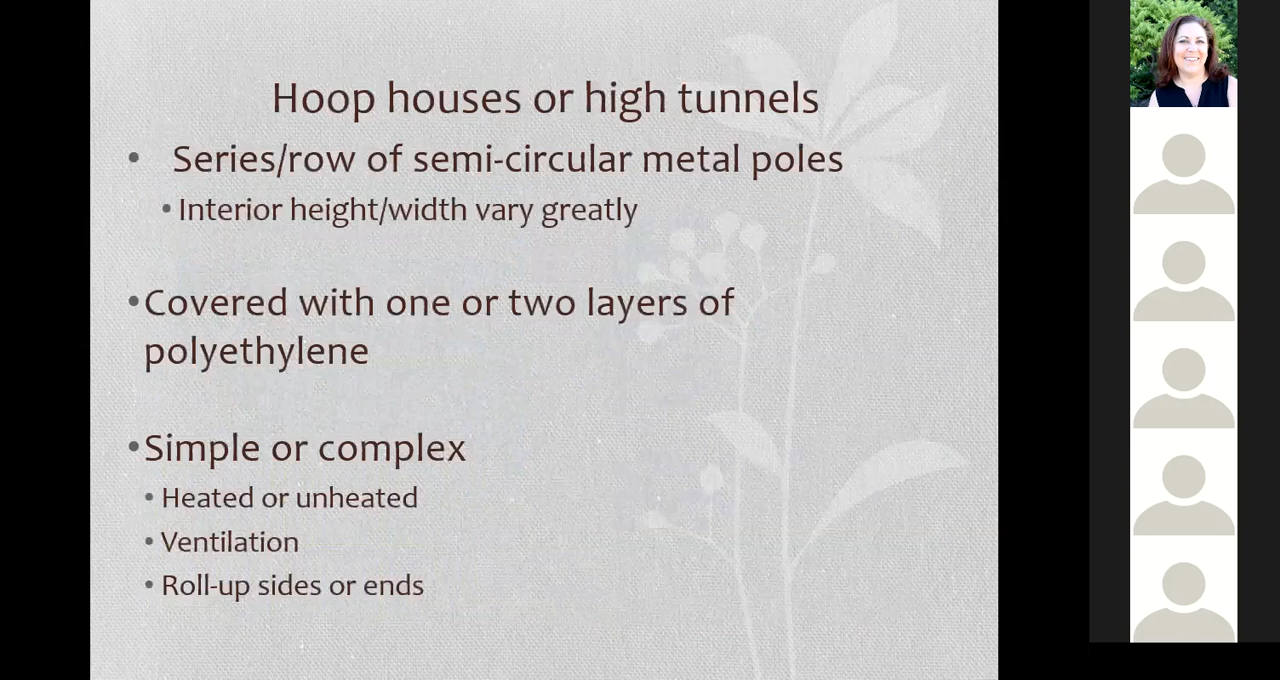 Hoop houses or high tunnels
• Series/row of semi-circular metal poles
• Interior height/width vary greatly
• Covered with one or two layers of
polyethylene
• Simple or complex
• Heated or unheated
• Ventilation
• Roll-up sides or ends